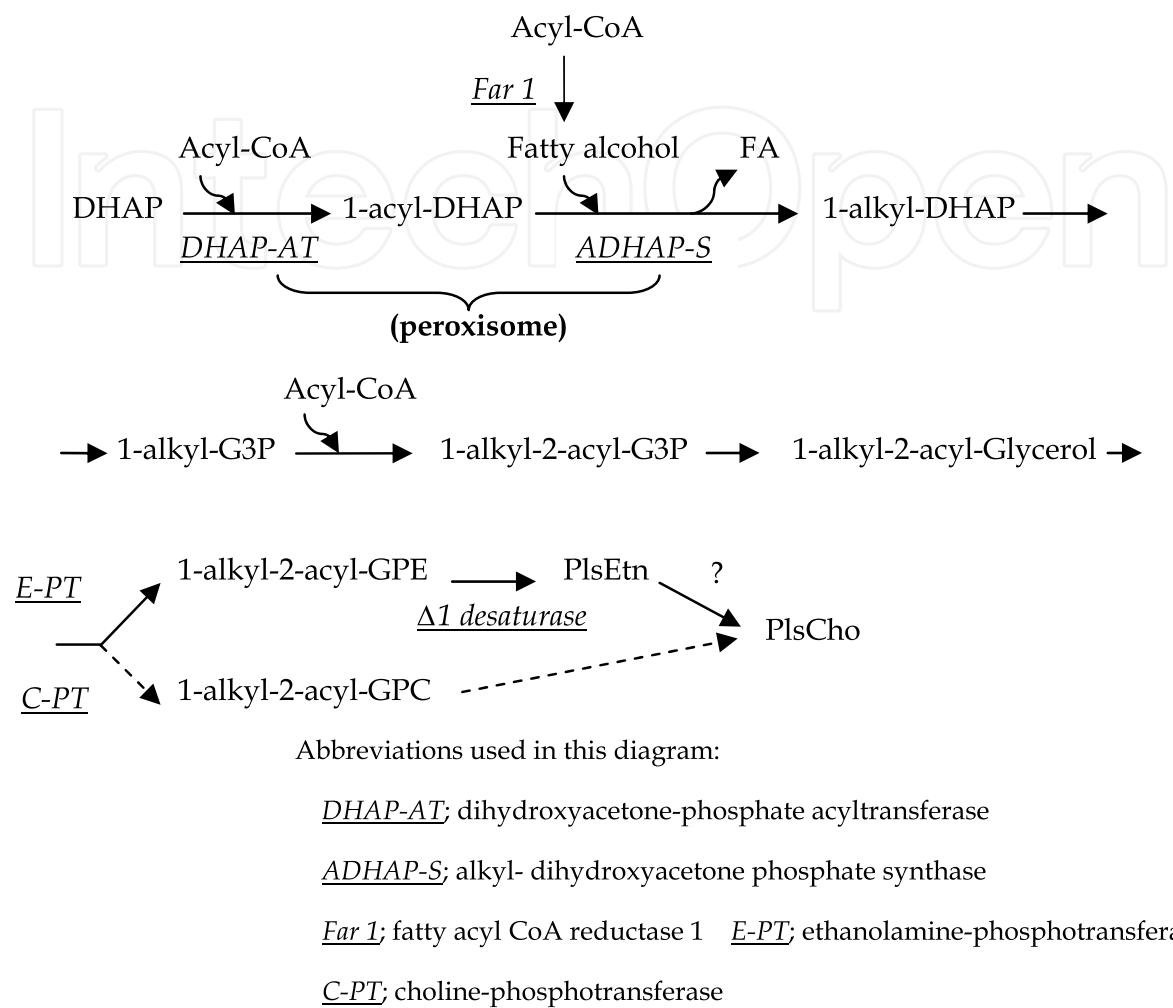 Acyl-CoA
Far 1
Acyl-CoA Fatty alcohol FA
DHAP 1-acyl-DHAP 1-alkyl-DHAP
DHAP-AT ADHAP-S
(peroxisome)
IntechOpen
Acyl-CoA
1-alkyl-G3P 1-alkyl-2-acyl-G3P 1-alkyl-2-acyl-Glycerol
E-PT 1-alkyl-2-acyl-GPE PlsEtn ?
Δ1 desaturase
PlsCho
C-PT 1-alkyl-2-acyl-GPC
Abbreviations used in this diagram:
DHAP-AT; dihydroxyacetone-phosphate acyltransferase
ADHAP-S; alkyl- dihydroxyacetone phosphate synthase
Far 1; fatty acyl CoA reductase 1 E-PT; ethanolamine-phosphotransfera
C-PT; choline-phosphotransferase